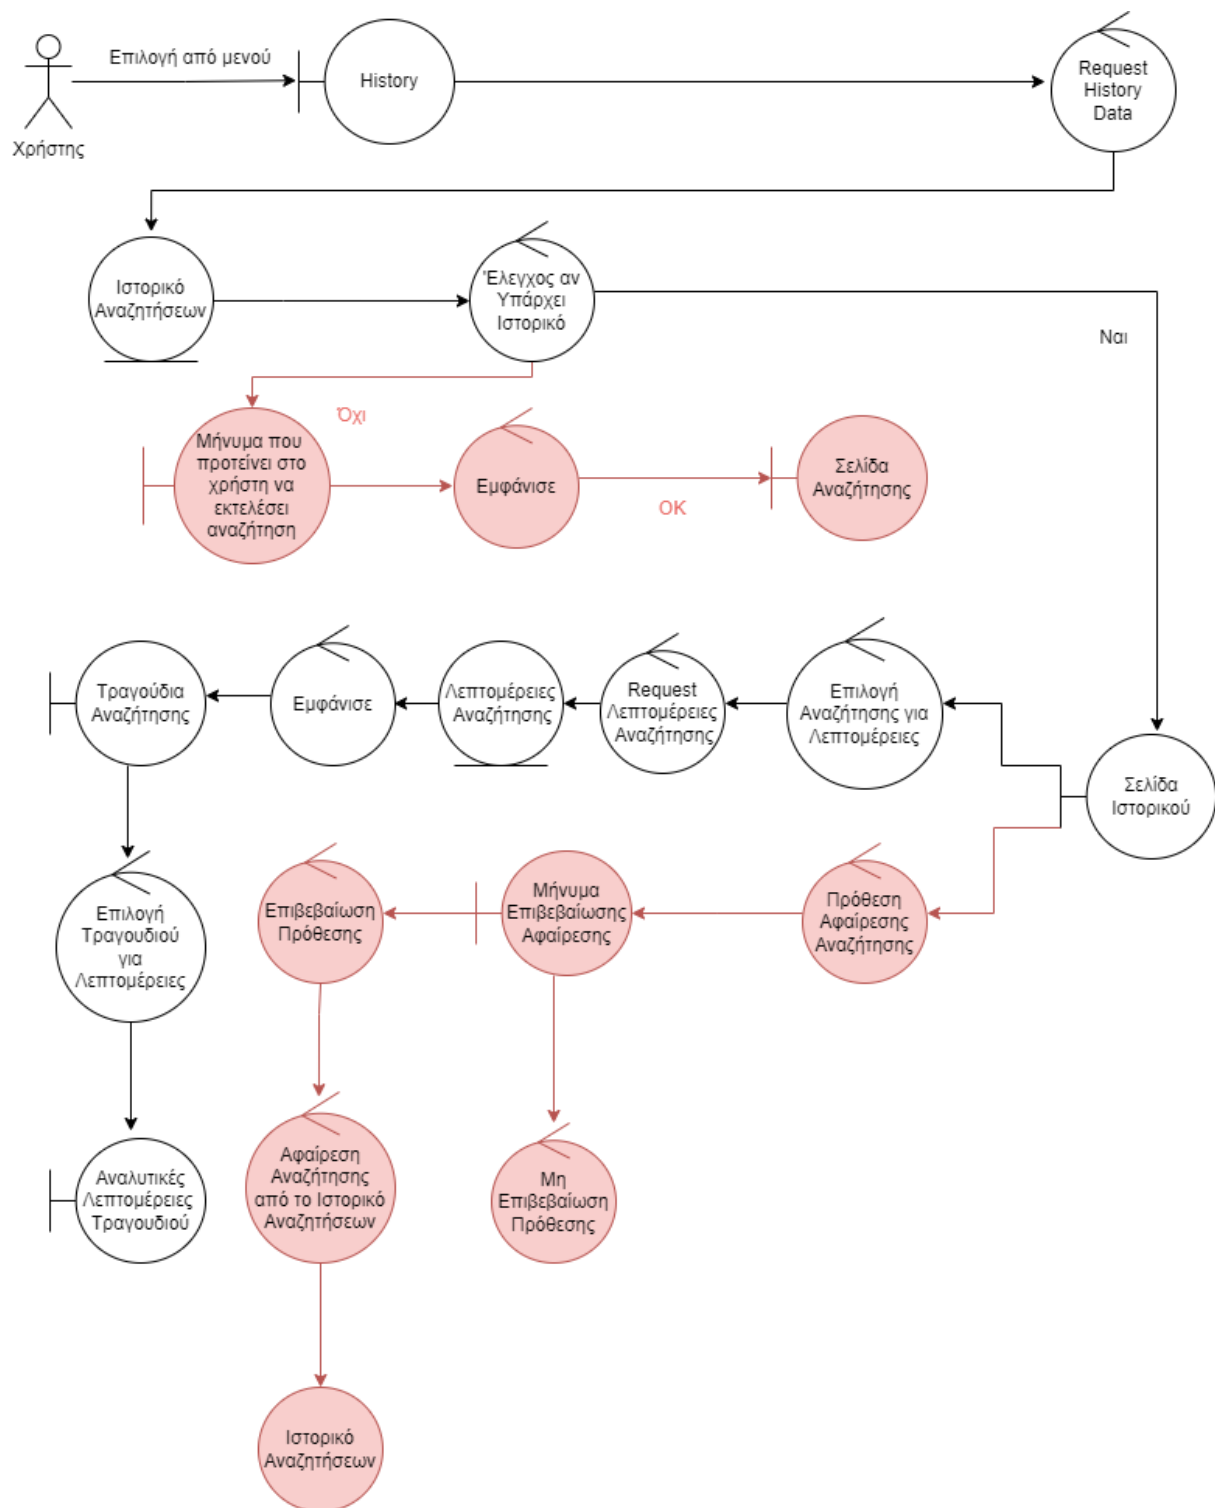 Επιλογή από μενού
History
Request
History
Data
Χρήστης
Ιστορικό
Αναζητήσεων
Έλεγχος αν
Υπάρχει
Ιστορικό
Ναι
Όχι
Μήνυμα που
προτείνει στο
χρήστη να
εκτελέσει
αναζήτηση
Εμφάνισε
OK
Σελίδα
Αναζήτησης
Τραγούδια
Αναζήτησης
Εμφάνισε
Λεπτομέρειες
Αναζήτησης
Request
Λεπτομέρειες
Αναζήτησης
Επιλογή
Αναζήτησης για
Λεπτομέρειες
Σελίδα
Ιστορικού
Επιλογή
Τραγουδιού
για
Λεπτομέρειες
Επιβεβαίωση
Πρόθεσης
Μήνυμα
Επιβεβαίωσης
Αφαίρεσης
Πρόθεση
Αφαίρεσης
Αναζήτησης
Αναλυτικές
Λεπτομέρειες
Τραγουδιού
Αφαίρεση
Αναζήτησης
από το Ιστορικό
Αναζητήσεων
Μη
Επιβεβαίωση
Πρόθεσης
Ιστορικό
Αναζητήσεων